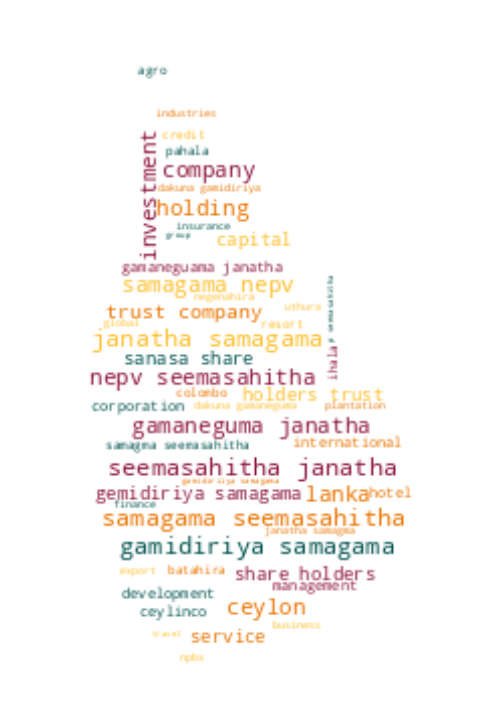 agro
industries
credit
investment
pahala
company
dakuna gamidiriya
holding
insurance
group
capital
gamaneguama janatha
samagama nepv
negenahira
uthura
trust company
global
resort
janatha samagama
p seemasahitha
sanasa share
ihala
nepv seemasahitha
colombo
holders trust
corporation
dakuna gamaneguma
plantation
gamaneguma janatha
samagma seemasahitha
international
seemasahitha janatha
gamidiriya samagama
gemidiriya samagama
lanka
hotel
finance
samagama seemasahitha
janatha samagma
gamidiriya samagama
export
batahira
share holders
management
development
ceylinco
ceylon
business
travel
service
npbs